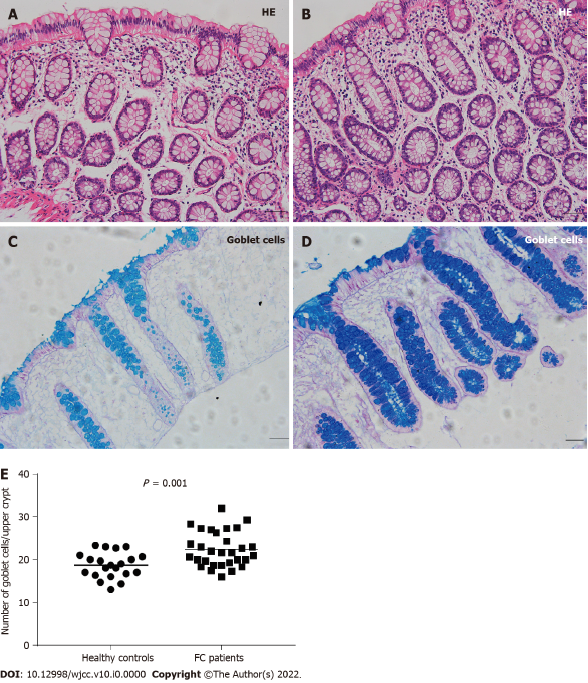 A HE
B HE
C Goblet cells
D Goblet cells
E
40
P = 0.001
30
20
10
0
Number of goblet cells/upper crypt
Healthy controls FC patients
DOI: 10.12998/wjcc.v10.i0.0000 Copyright ©The Author(s) 2022.